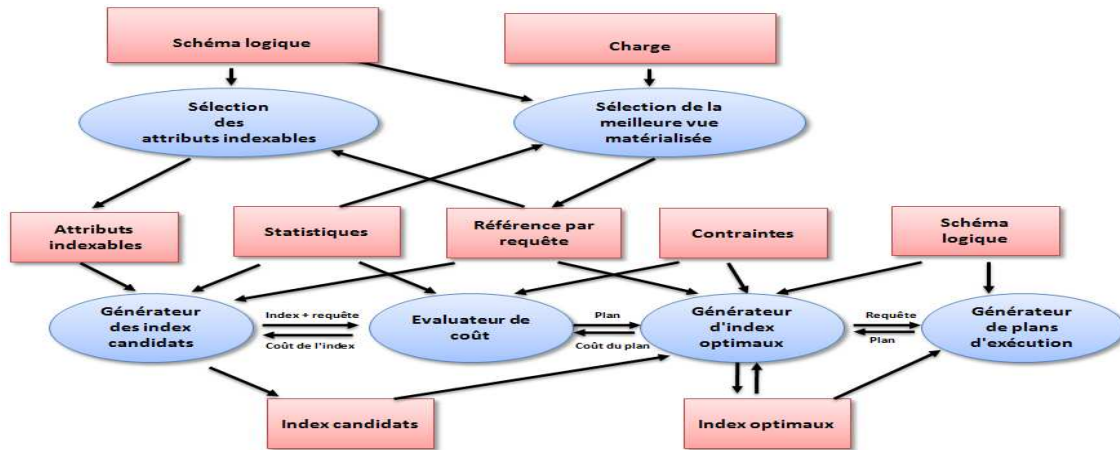 Schéma logique
Charge
Sélection
des
attributs indexables
Sélection de la
meilleure vue
matérialisée
Attributs
indexables
Statistiques
Référence par
requête
Contraintes
Schéma
logique
Générateur
des index
candidats
Index + requête
Coût de l'index
Evaluateur de
coût
Plan
Coût du plan
Générateur
d'index
optimaux
Requête
Plan
Générateur
de plans
d'exécution
Index candidats
Index optimaux